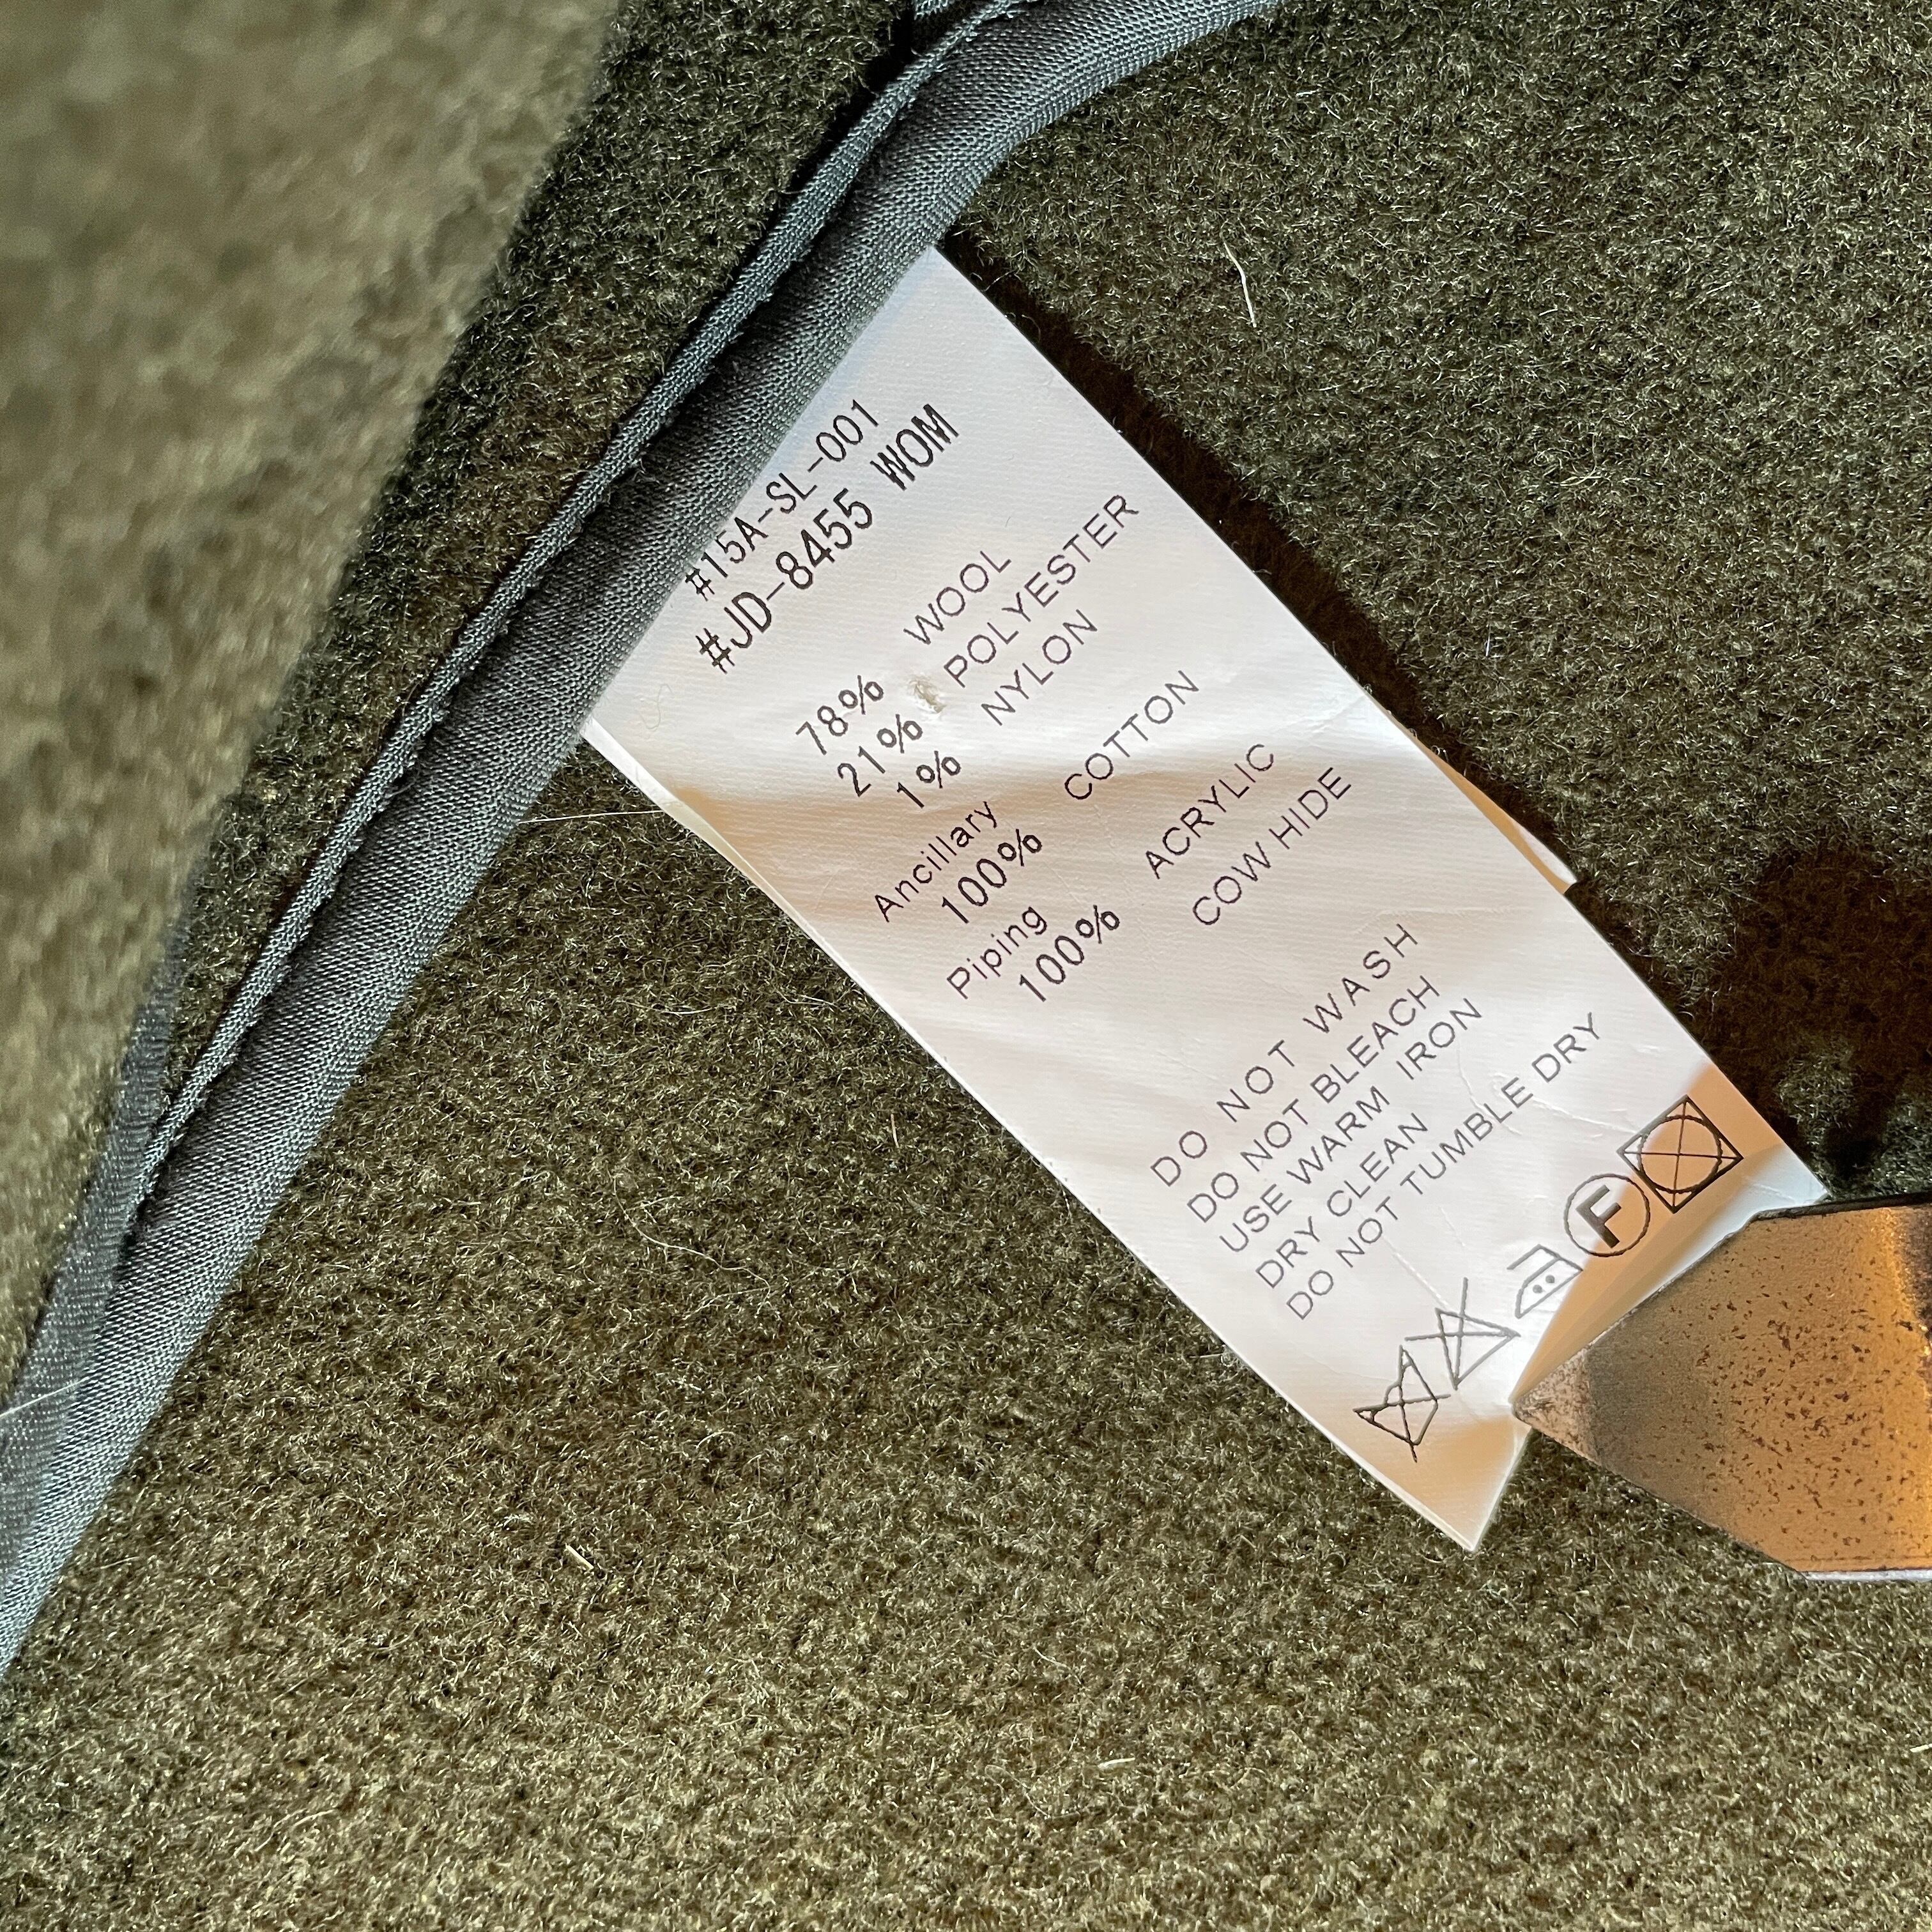 #15A-SL-001
#JD-8455 WOM
78% WOOL
21% POLYESTER
1% NYLON
Ancillary
100% COTTON
Piping
100% ACRYLIC
COW HIDE
DO NOT WASH
DO NOT BLEACH
USE WARM IRON
DRY CLEAN
DO NOT TUMBLE DRY
F